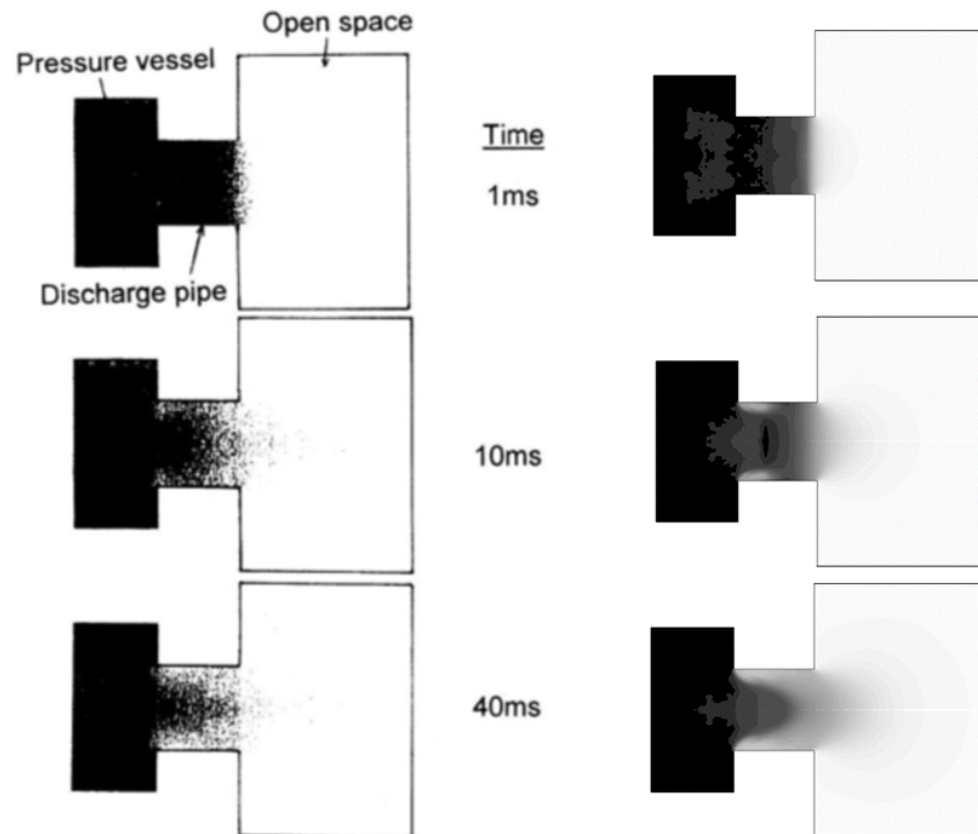 Open space
Pressure vessel
Time
1ms
Discharge pipe
10ms
40ms